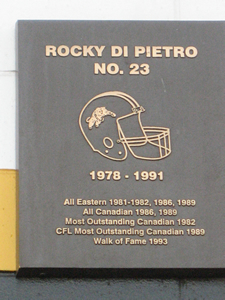 ROCKY DI PIETRO
NO. 23
1978 - 1991
All Eastern 1981-1982, 1986, 1989
All Canadian 1986, 1989
Most Outstanding Canadian 1982
CFL Most Outstanding Canadian 1989
Walk of Fame 1993